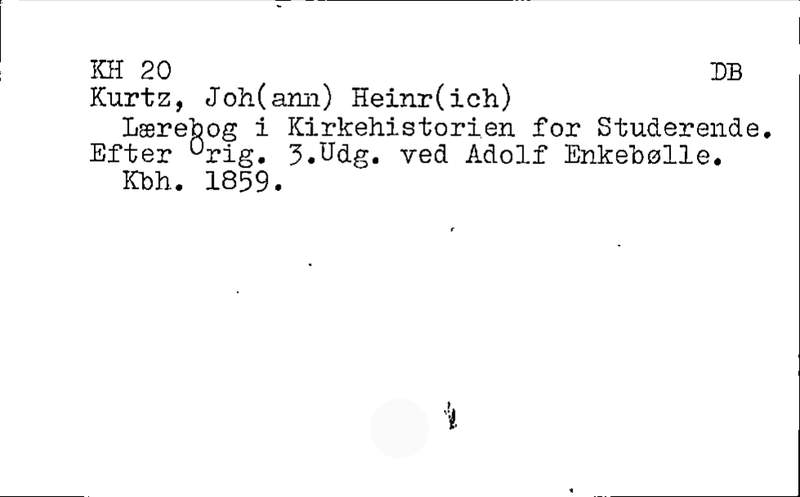 KH 20 DB
Kurtz, Joh(ann) Heinr(ich)
Lærebog i Kirkehistorien for Studerende.
Efter Orig. 3.Udg. ved Adolf Enkebølle.
Kbh. 1859.